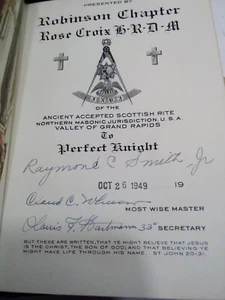 PRESENTED BY
Robinson Chapter
Rose Croix H·R·D·M
OF THE
ANCIENT ACCEPTED SCOTTISH RITE
NORTHERN MASONIC JURISDICTION, U.S.A.
VALLEY OF GRAND RAPIDS
To
Perfect Knight
Raymond C Smith, Jr
OCT 26 1949 19
MOST WISE MASTER
Hartmann 33° SECRETARY
BUT THESE ARE WRITTEN, THAT YE MIGHT BELIEVE THAT JESUS
IS THE CHRIST, THE SON OF GOD; AND THAT BELIEVING YE
MIGHT HAVE LIFE THROUGH HIS NAME. ST JOHN 20-31.